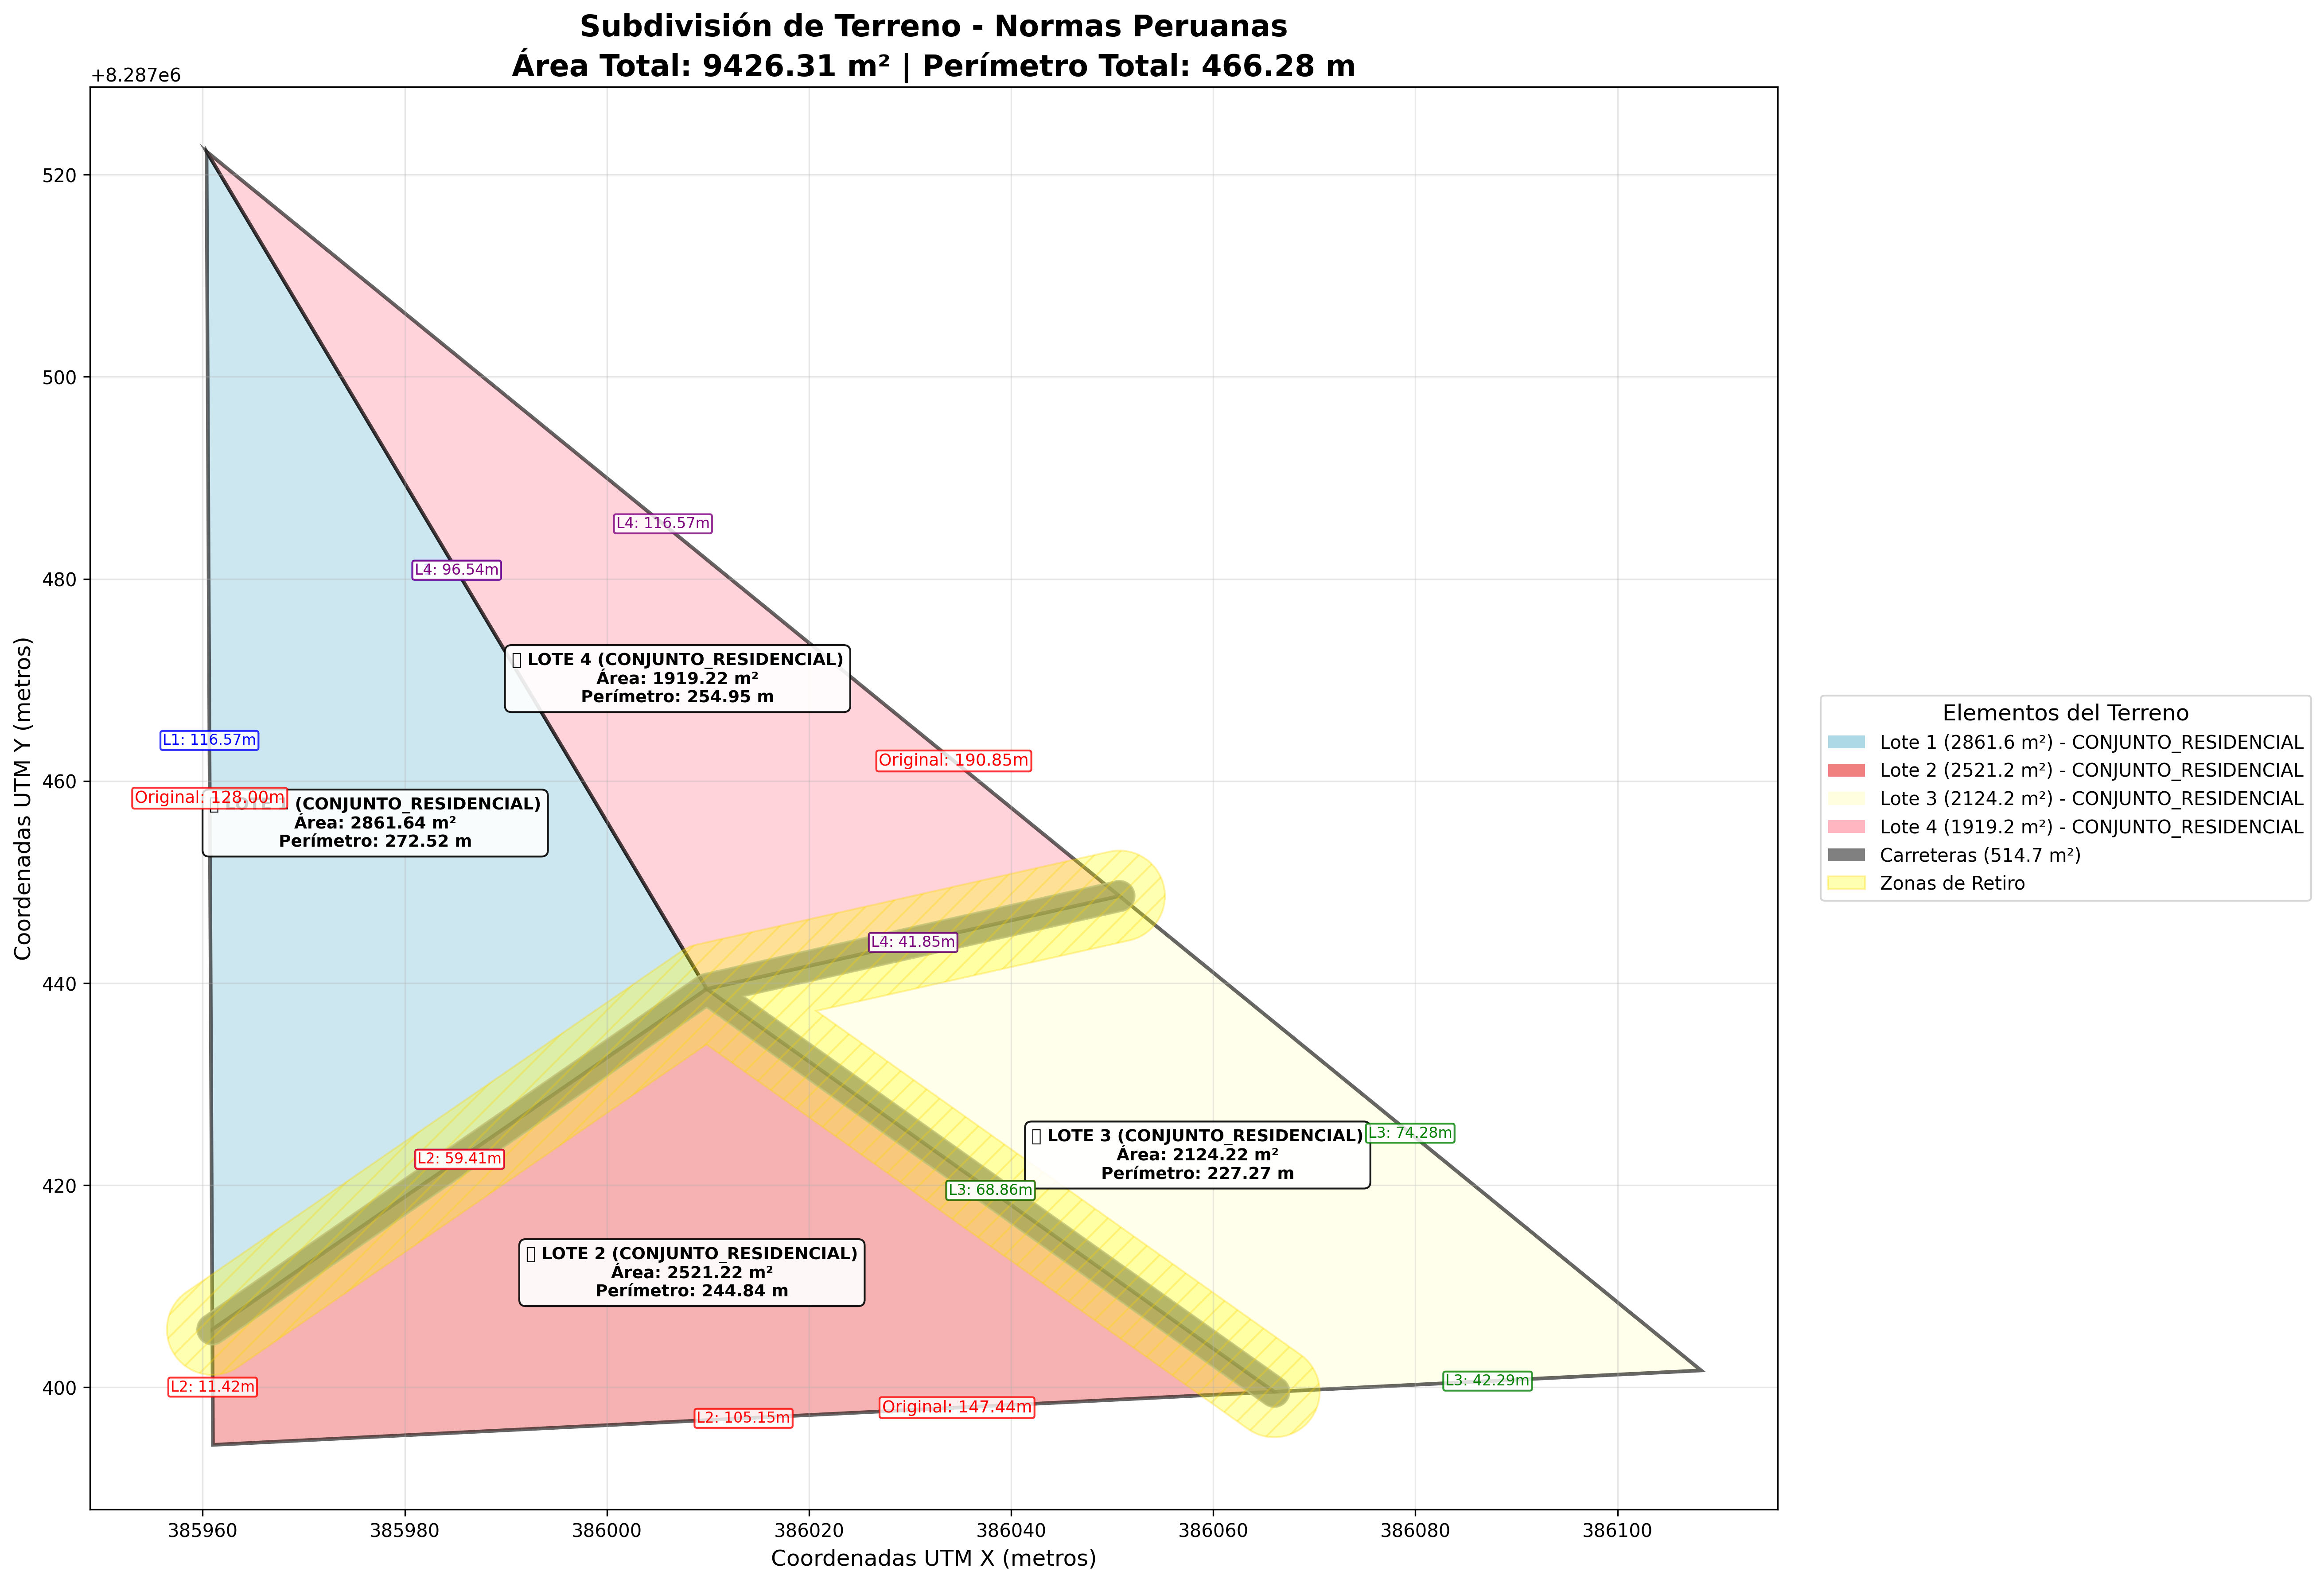 Subdivisión de Terreno - Normas Peruanas
Área Total: 9426.31 m² | Perímetro Total: 466.28 m
+8.287e6
520
500
480
460
440
420
400
Coordenadas UTM Y (metros)
L4: 116.57m
L4: 96.54m
LOTE 4 (CONJUNTO_RESIDENCIAL)
Área: 1919.22 m²
Perímetro: 254.95 m
L1: 116.57m
Original: 190.85m
Original: 128.00m
(CONJUNTO_RESIDENCIAL)
Área: 2861.64 m²
Perímetro: 272.52 m
L4: 41.85m
L3: 74.28m
LOTE 3 (CONJUNTO_RESIDENCIAL)
Área: 2124.22 m²
Perímetro: 227.27 m
L2: 59.41m
L3: 68.86m
LOTE 2 (CONJUNTO_RESIDENCIAL)
Área: 2521.22 m²
Perímetro: 244.84 m
L2: 11.42m
L3: 42.29m
Original: 147.44m
L2: 105.15m
385960
385980
386000
386020
386040
386060
386080
386100
Coordenadas UTM X (metros)
Elementos del Terreno
Lote 1 (2861.6 m²) - CONJUNTO_RESIDENCIAL
Lote 2 (2521.2 m²) - CONJUNTO_RESIDENCIAL
Lote 3 (2124.2 m²) - CONJUNTO_RESIDENCIAL
Lote 4 (1919.2 m²) - CONJUNTO_RESIDENCIAL
Carreteras (514.7 m²)
Zonas de Retiro